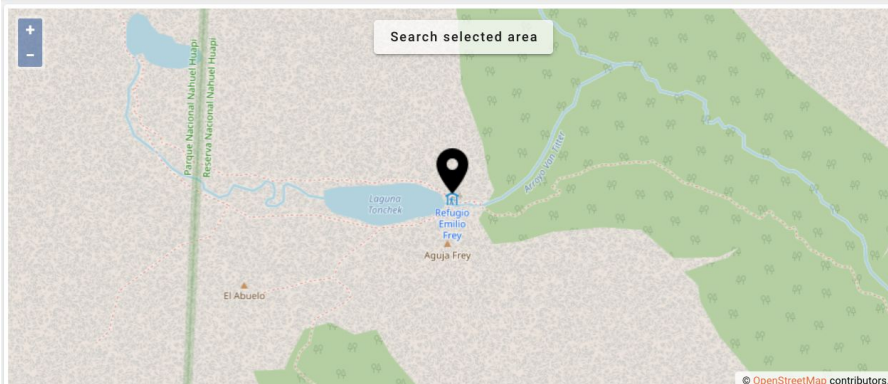 +
−
Search selected area
Parque Nacional Nahuel Huapi
Reserva Nacional Nahuel Huapi
Arroyo Van Titter
Laguna
Tonchek
Refugio
Emilio
Frey
Aguja Frey
El Abuelo
© OpenStreetMap contributors